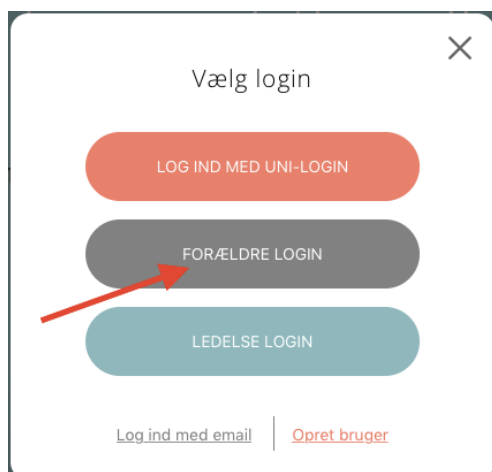 Vælg login
LOG IND MED UNI-LOGIN
FORÆLDRE LOGIN
LEDELSE LOGIN
Log ind med email
Opret bruger